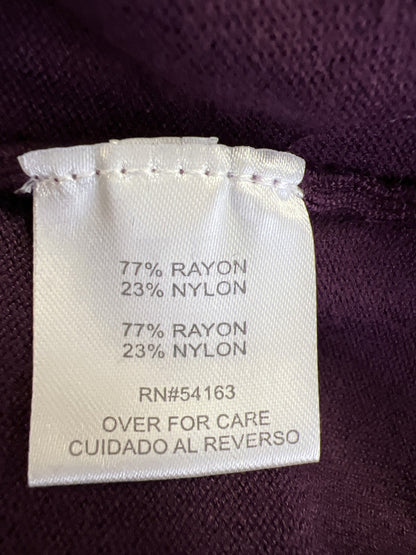 77% RAYON
23% NYLON
77% RAYON
23% NYLON
RN#54163
OVER FOR CARE
CUIDADO AL REVERSO